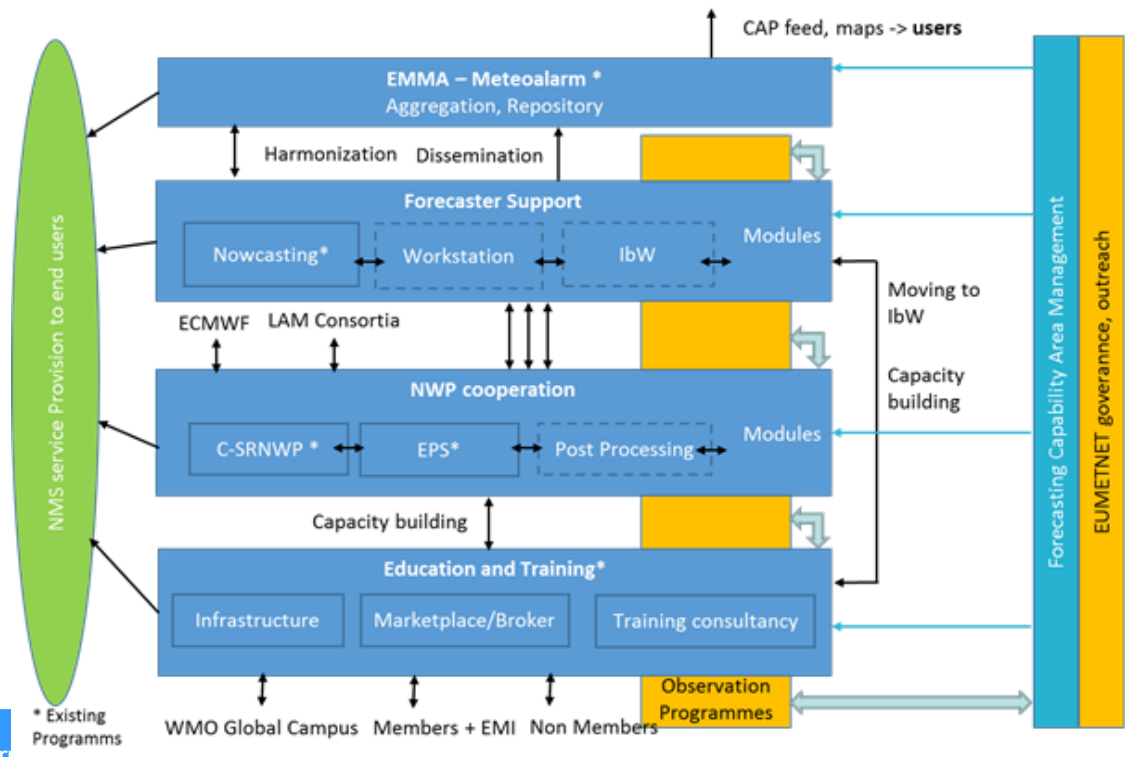 CAP feed, maps -> users
EMMA – Meteoalarm *
Aggregation, Repository
Harmonization
Dissemination
Forecaster Support
Nowcasting*
Workstation
IbW
Modules
ECMWF
LAM Consortia
Moving to
IbW
Capacity
building
NWP cooperation
C-SRNWP *
EPS*
Post Processing
Modules
Capacity building
Education and Training*
Infrastructure
Marketplace/Broker
Training consultancy
Observation
Programmes
WMO Global Campus
Members + EMI
Non Members
* Existing
Programms
NMS service Provision to end users
Forecasting Capability Area Management
EUMETNET goverannce, outreach